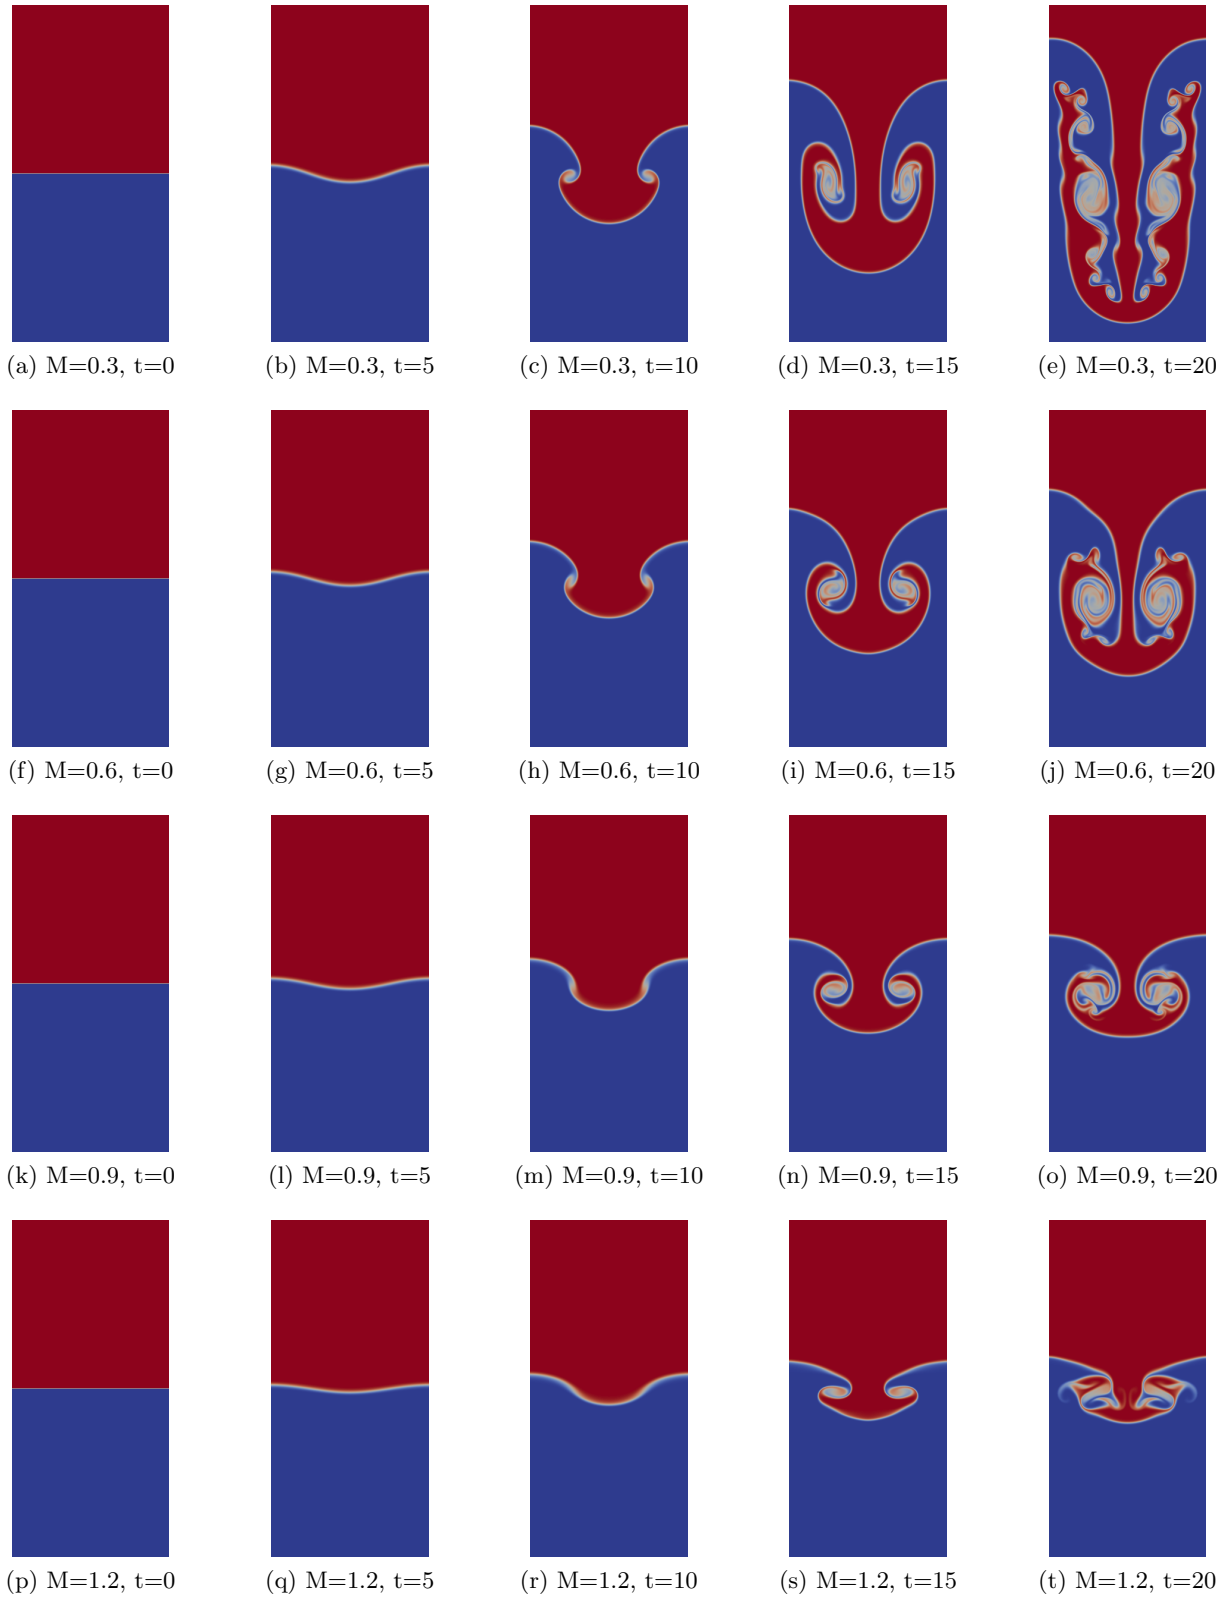 (a) M=0.3, t=0
(b) M=0.3, t=5
(c) M=0.3, t=10
(d) M=0.3, t=15
(e) M=0.3, t=20
(f) M=0.6, t=0
(g) M=0.6, t=5
(h) M=0.6, t=10
(i) M=0.6, t=15
(j) M=0.6, t=20
(k) M=0.9, t=0
(l) M=0.9, t=5
(m) M=0.9, t=10
(n) M=0.9, t=15
(o) M=0.9, t=20
(p) M=1.2, t=0
(q) M=1.2, t=5
(r) M=1.2, t=10
(s) M=1.2, t=15
(t) M=1.2, t=20